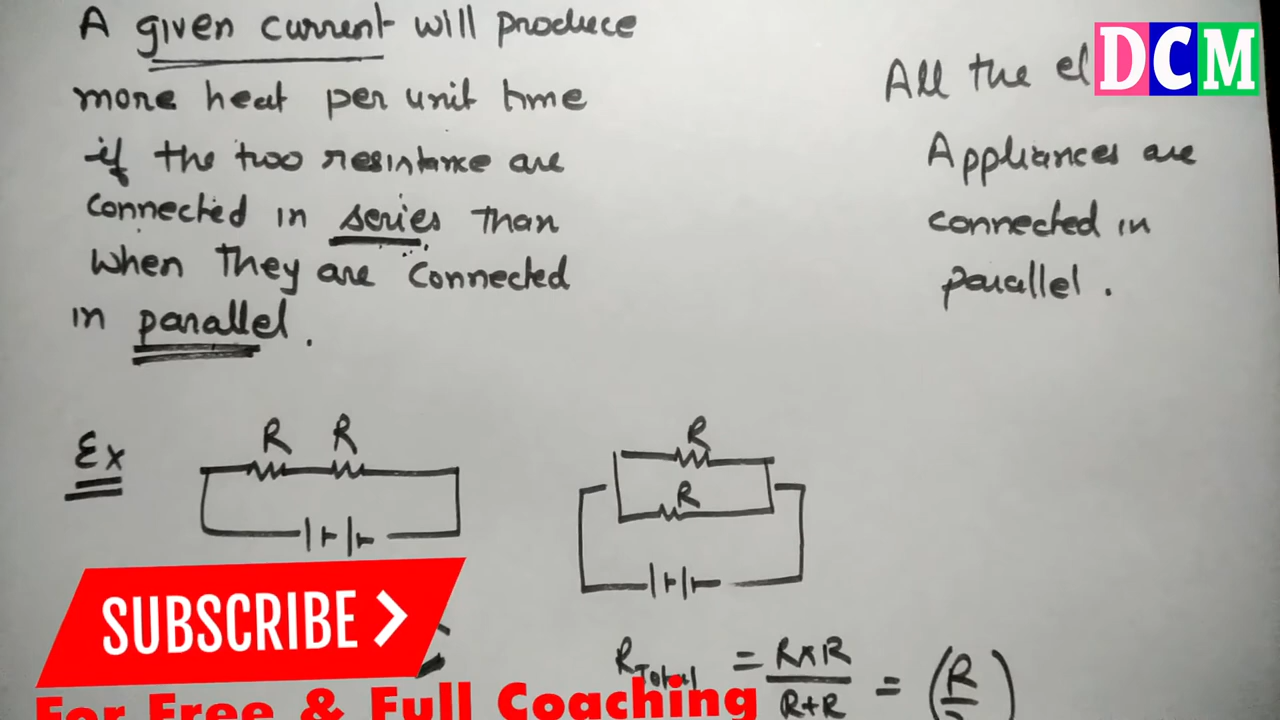 A given current will produce
more heat per unit time
if the two resistance are
connected in series than
when they are connected
in parallel.
All the el
DCM
Appliances are
connected in
parallel.
Ex
R R
R
R
R Total = R×R / R+R = (R
SUBSCRIBE >
For Free & Full Coaching